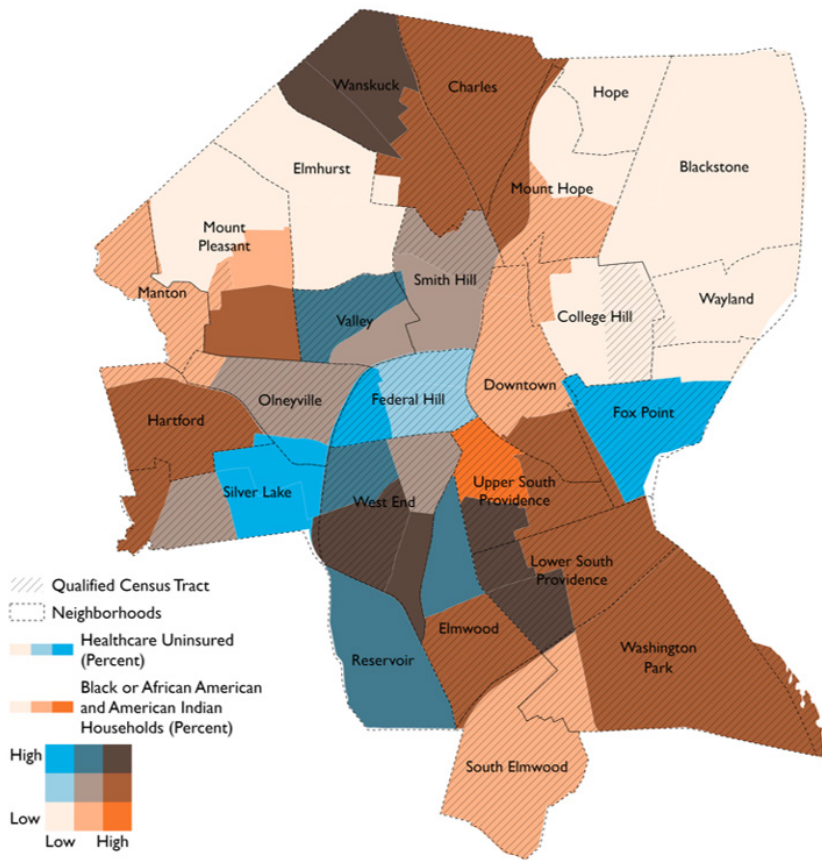 Wanskuck
Charles
Hope
Elmhurst
Blackstone
Mount Hope
Mount
Pleasant
Manton
Smith Hill
Wayland
Valley
College Hill
Downtown
Olneyville
Federal Hill
Fox Point
Hartford
Upper South
Providence
Silver Lake
West End
Lower South
Providence
Elmwood
Washington
Park
Reservoir
South Elmwood
Qualified Census Tract
Neighborhoods
Healthcare Uninsured
(Percent)
Black or African American
and American Indian
Households (Percent)
High
Low
Low High